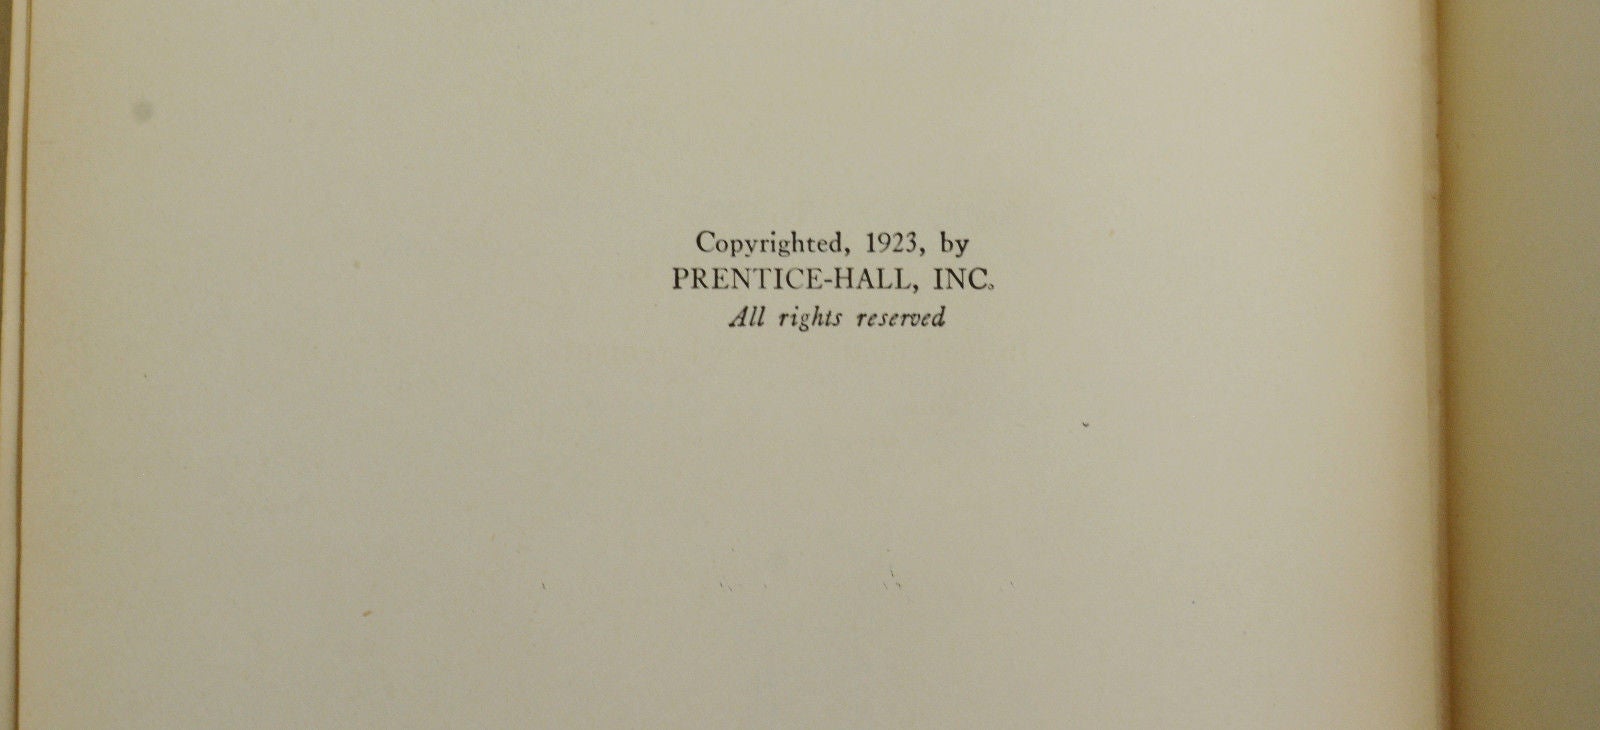 Copyrighted, 1923, by
PRENTICE-HALL, INC.
All rights reserved